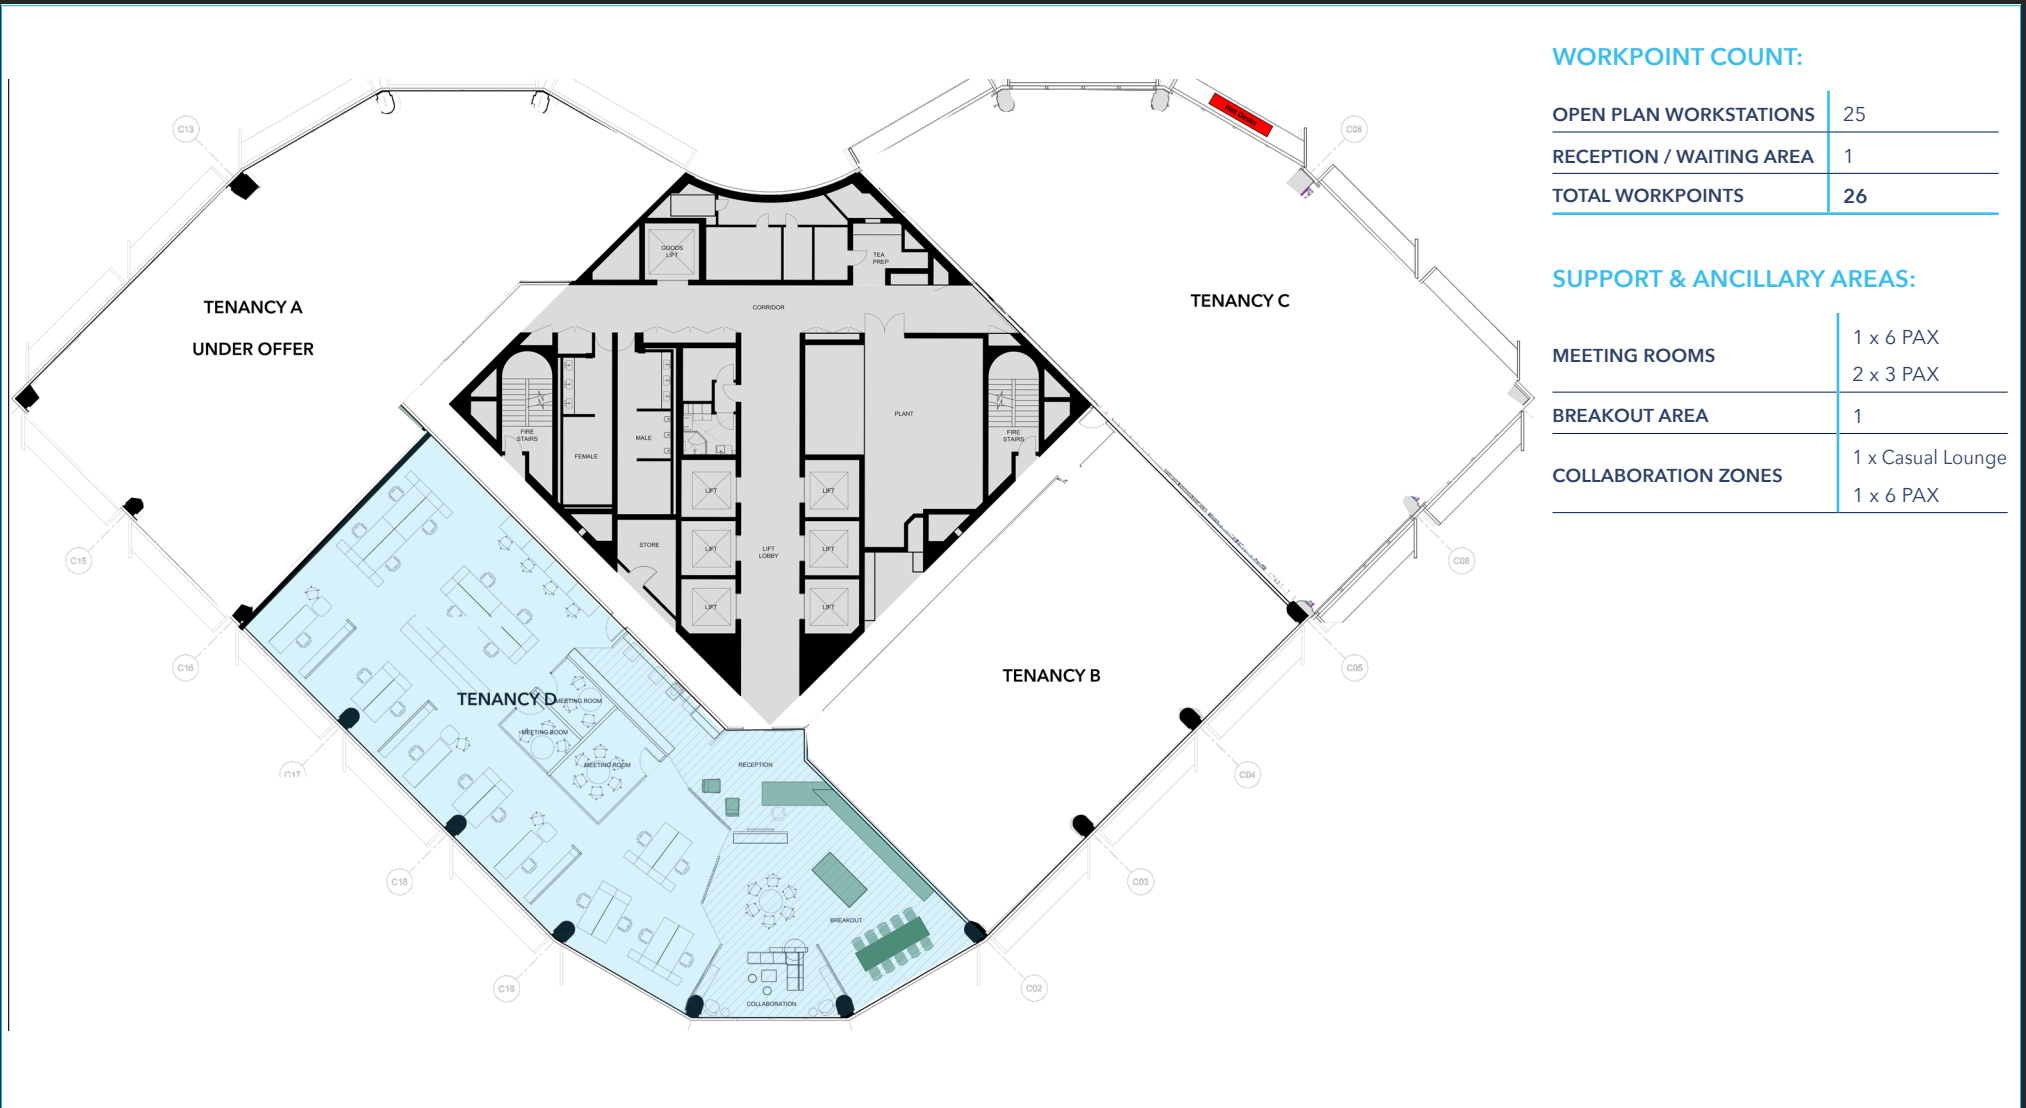 WORKPOINT COUNT:
OPEN PLAN WORKSTATIONS 25
RECEPTION / WAITING AREA 1
TOTAL WORKPOINTS 26
SUPPORT & ANCILLARY AREAS:
MEETING ROOMS 1 x 6 PAX
2 x 3 PAX
BREAKOUT AREA 1
COLLABORATION ZONES 1 x Casual Lounge
1 x 6 PAX
Hot Desks
C13
C08
GOODS
LIFT
TEA
PREP
CORRIDOR
TENANCY A
UNDER OFFER
TENANCY C
PLANT
FIRE
STAIRS
FEMALE
MALE
FIRE
STAIRS
LIFT
LIFT
STORE
LIFT
LIFT
LOBBY
LIFT
LIFT
LIFT
C15
C06
C16
C05
TENANCY B
TENANCY D
MEETING ROOM
MEETING ROOM
MEETING ROOM
RECEPTION
C17
C04
C18
C03
BREAKOUT
C19
C02
COLLABORATION